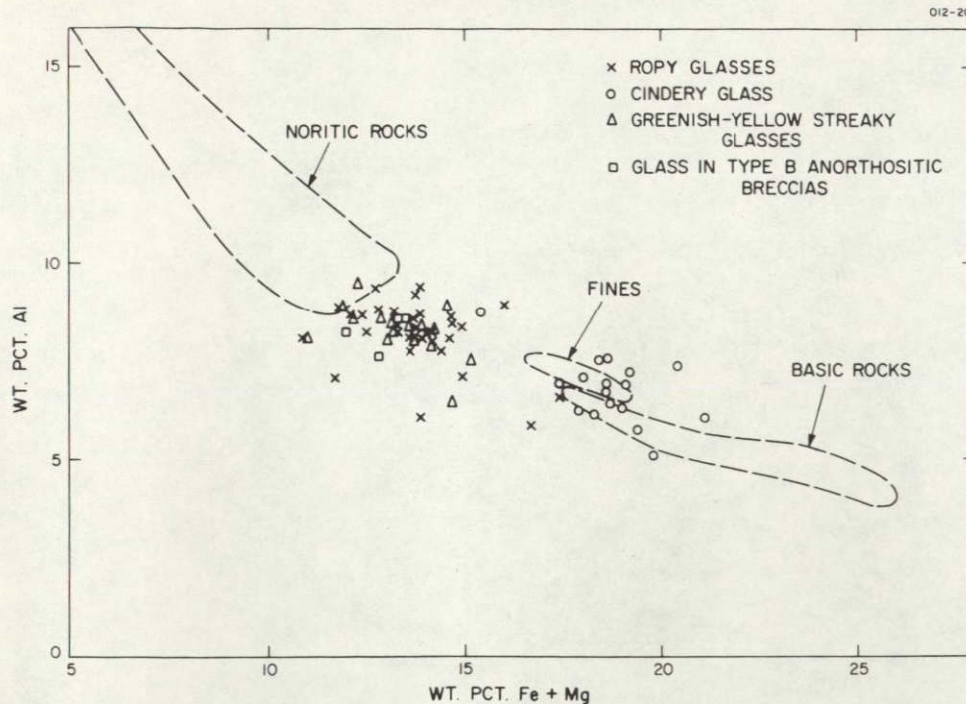 012-20
15
× ROPY GLASSES
○ CINDERY GLASS
△ GREENISH-YELLOW STREAKY
GLASSES
□ GLASS IN TYPE B ANORTHOSITIC
BRECCIAS
NORITIC ROCKS
WT. PCT. Al
10
FINES
BASIC ROCKS
5
0
5
10
15
20
25
WT. PCT. Fe + Mg